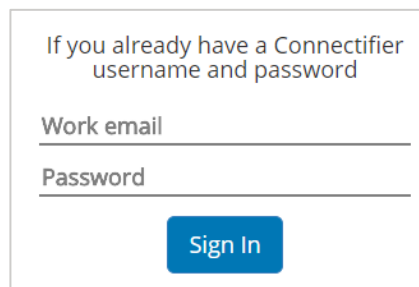 If you already have a Connectifier
username and password
Work email
Password
Sign In